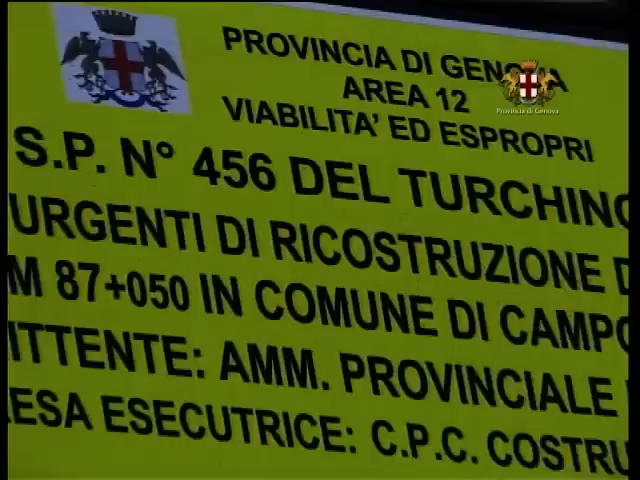 PROVINCIA DI GENOVA
AREA 12
Provincia di Genova
VIABILITA' ED ESPROPRI
S.P. N° 456 DEL TURCHINO
URGENTI DI RICOSTRUZIONE D
M 87+050 IN COMUNE DI CAMPO
ITTENTE: AMM. PROVINCIALE
ESA ESECUTRICE: C.P.C. COSTRU